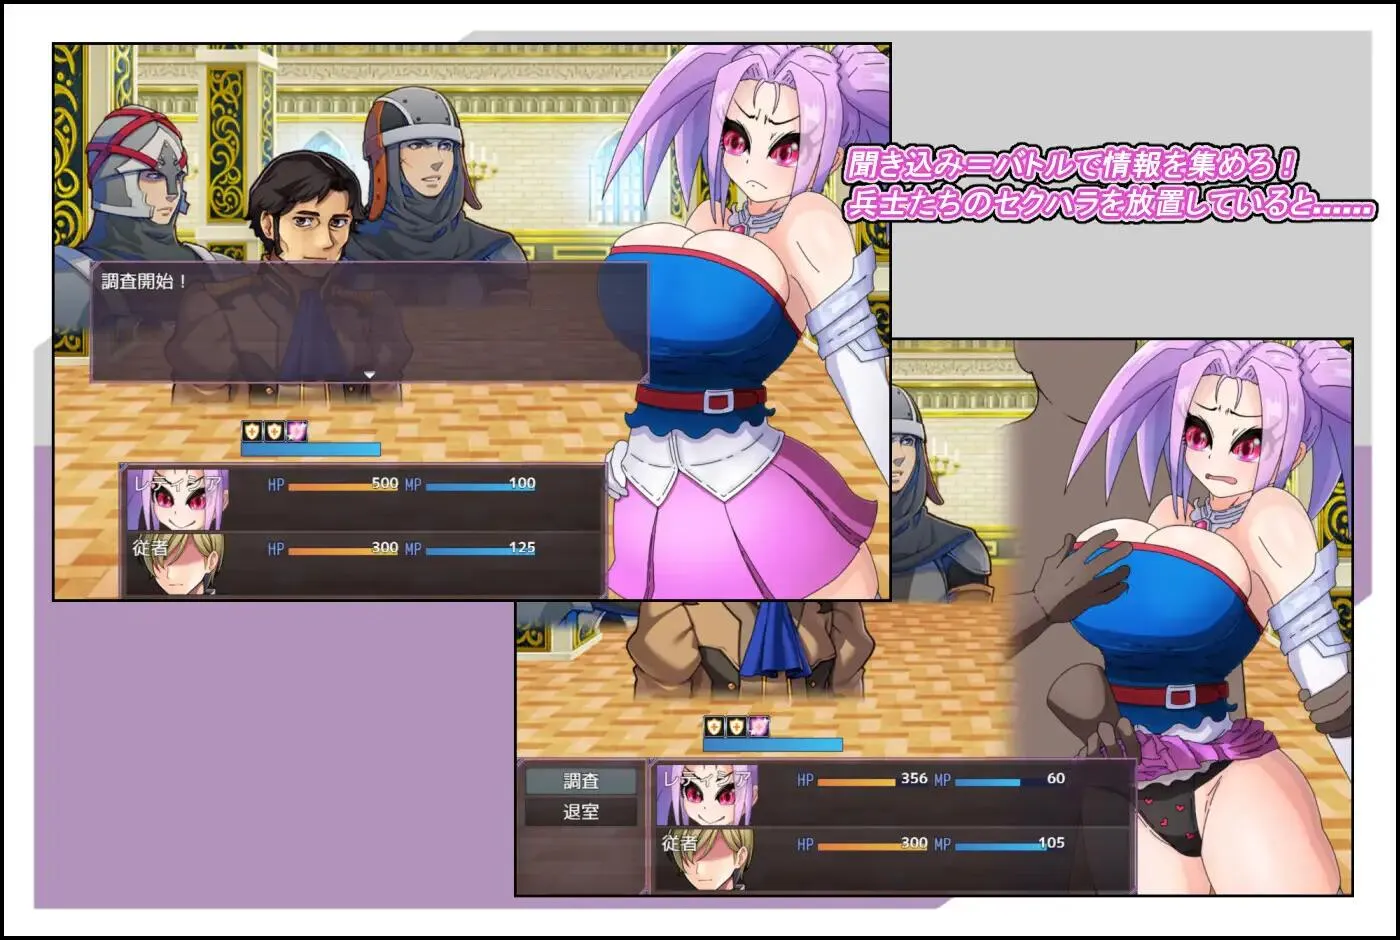 聞き込み＝バトルで情報を集めろ！
兵士たちのセクハラを放置していると……
調査開始！
レティシア HP 500 MP 100
従者 HP 300 MP 125
調査
退室
レティシア HP 356 MP 60
従者 HP 300 MP 105